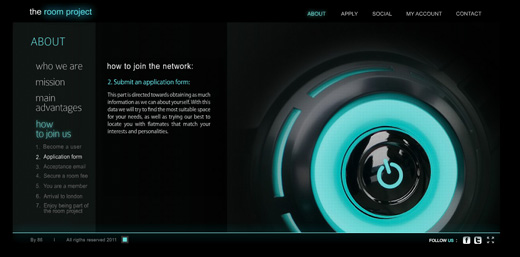 the room project
ABOUT
APPLY
SOCIAL
MY ACCOUNT
CONTACT
ABOUT
who we are
mission
main
advantages
how
to join us
1. Become a user
2. Application form
3. Acceptance email
4. Secure a room fee
5. You are a member
6. Arrival to london
7. Enjoy being part of
the room project
how to join the network:
2. Submit an application form:
This part is directed towards obtaining as much
information as we can about yourself. With this
data we will try to find the most suitable space
for your needs, as well as trying our best to
locate you with flatmates that match your
interests and personalities.
By 85 | All rigths reserved 2011
FOLLOW US :